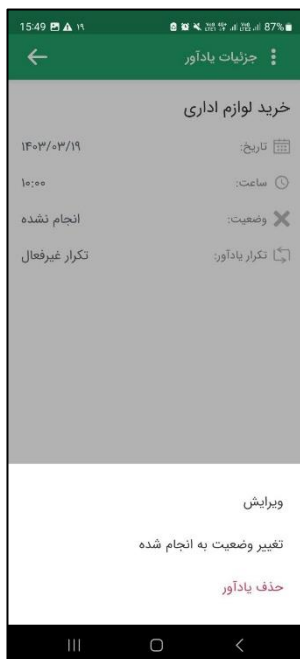 15:49 ۱۹ 87%
جزئیات یادآور
خرید لوازم اداری
تاریخ: ۱۴۰۳/۰۳/۱۹
ساعت: ۱۰:۰۰
وضعیت: انجام نشده
تکرار یادآور: تکرار غیرفعال
ویرایش
تغییر وضعیت به انجام شده
حذف یادآور